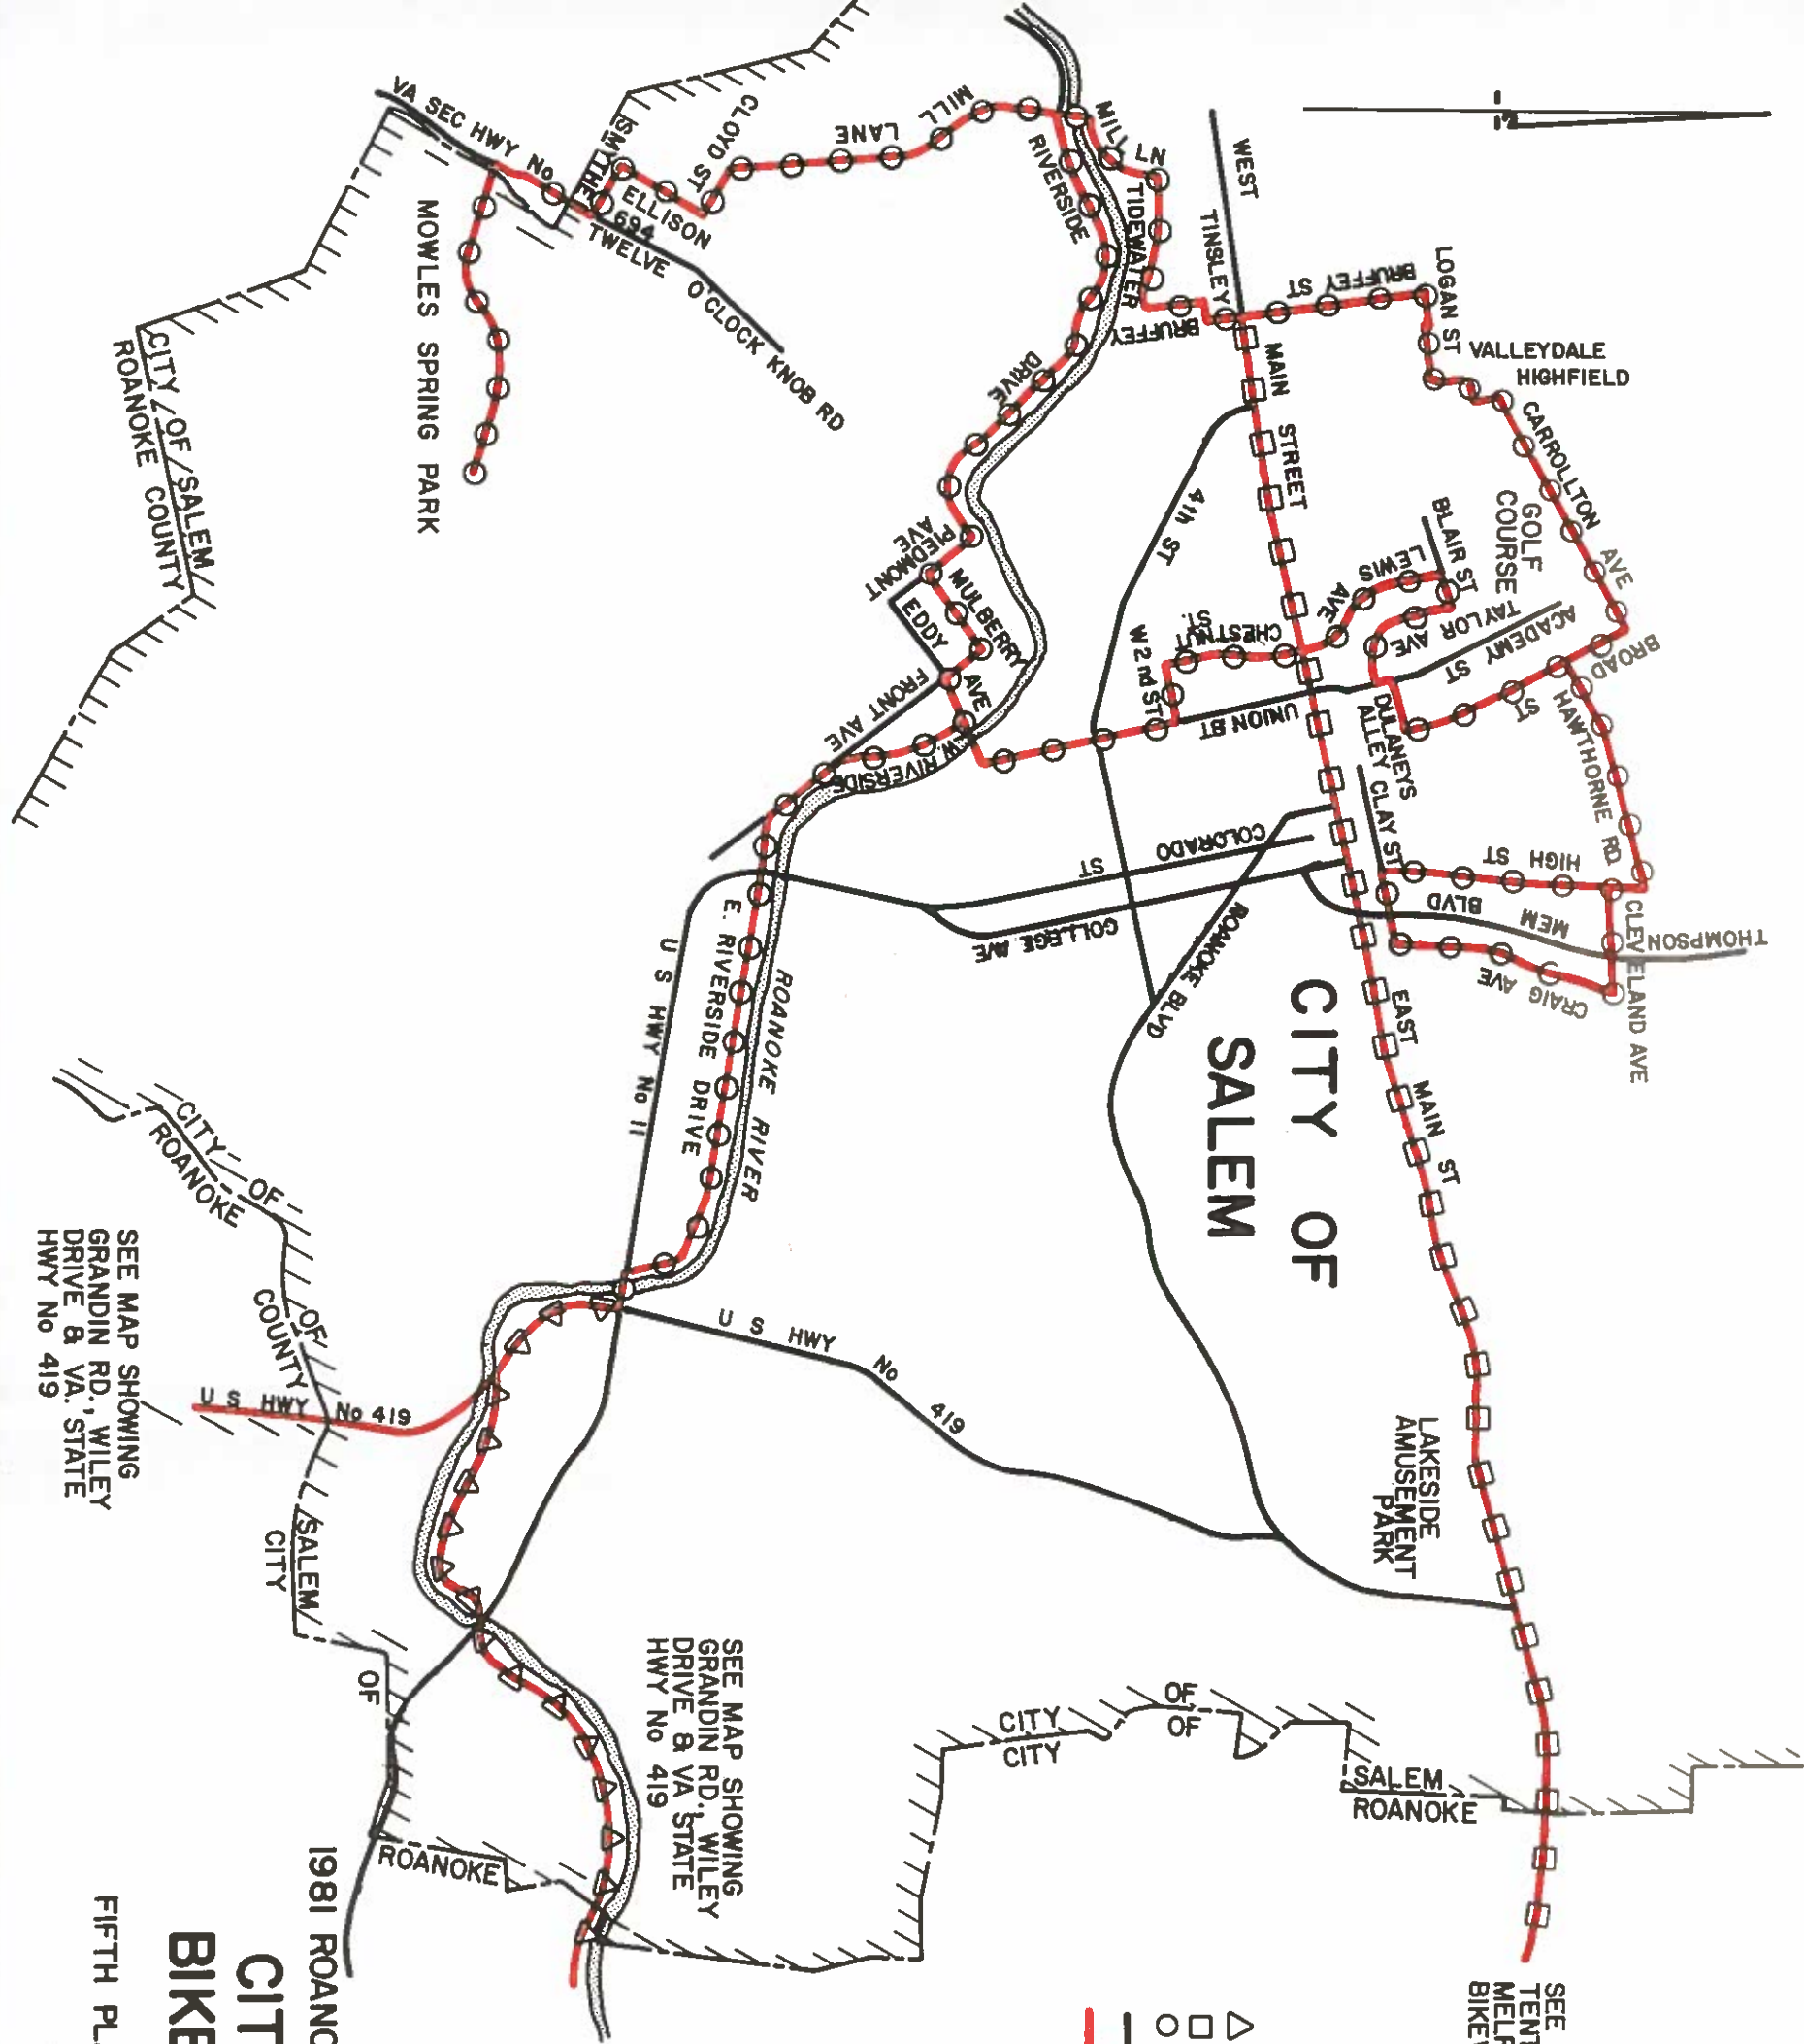 WEST
MAIN
STREET
EAST
MAIN
ST
TINSLEY
BRUFFEY ST
LOGAN ST
VALLEYDALE
HIGHFIELD
CARROLLTON
AVE
GOLF
COURSE
BLAIR ST
LEWIS
AVE
TAYLOR AVE
ACADEMY
ST
BROAD
ST
HAWTHORNE RD
DULANEYS
ALLEY
CLAY ST
HIGH ST
THOMPSON
MEM
BLVD
CLEVELAND AVE
CRAIG AVE
CHESTNUT
ST.
W 2nd ST
UNION ST
4th ST
COLORADO
ST
COLLEGE AVE
ROANOKE BLVD
CITY OF
SALEM
LAKESIDE
AMUSEMENT
PARK
MILL LN
TIDEWATER
BRUFFEY
RIVERSIDE
DRIVE
MILL
LANE
CLOYD ST
ELLISON
SMYTHE
VA SEC HWY No
694
TWELVE
O'CLOCK KNOB RD
MOWLES SPRING PARK
CITY OF SALEM
ROANOKE COUNTY
PIEDMONT
AVE
MULBERRY
EDDY
AVE
FRONT AVE
W. RIVERSIDE
E. RIVERSIDE DRIVE
ROANOKE RIVER
U S HWY No 11
U S HWY No 419
U S HWY No 419
CITY OF
ROANOKE
OF
COUNTY
SALEM
CITY
OF
ROANOKE
CITY
OF
SALEM
CITY
OF
ROANOKE
SEE MAP SHOWING
GRANDIN RD., WILEY
DRIVE & VA. STATE
HWY No 419
SEE MAP SHOWING
GRANDIN RD., WILEY
DRIVE & VA STATE
HWY No 419
SEE
TENT
BIKE
1981 ROANO
CIT
BIKE
FIFTH PL